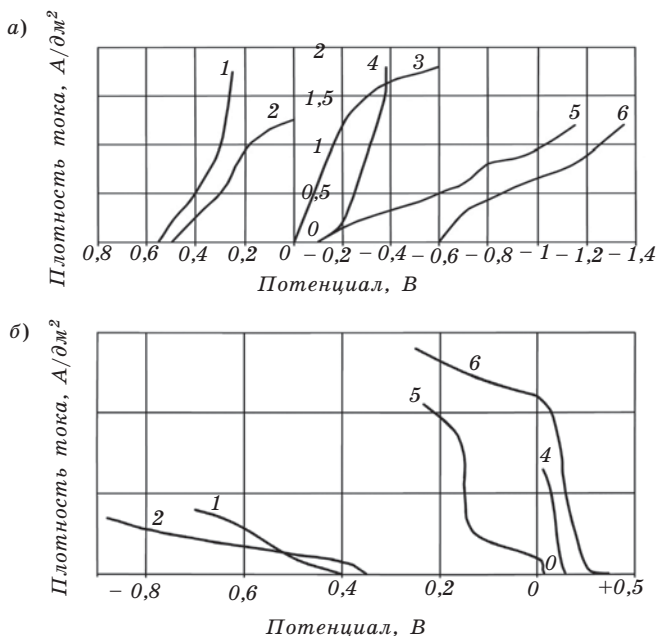 а)
Плотность тока, А/дм²
2
1,5
1
0,5
0
1
2
4
3
5
6
0,8 0,6 0,4 0,2 0 – 0,2 – 0,4 – 0,6 – 0,8 – 1 – 1,2 – 1,4
Потенциал, В
б)
Плотность тока, А/дм²
6
5
4
1
2
0
– 0,8 0,6 0,4 0,2 0 +0,5
Потенциал, В